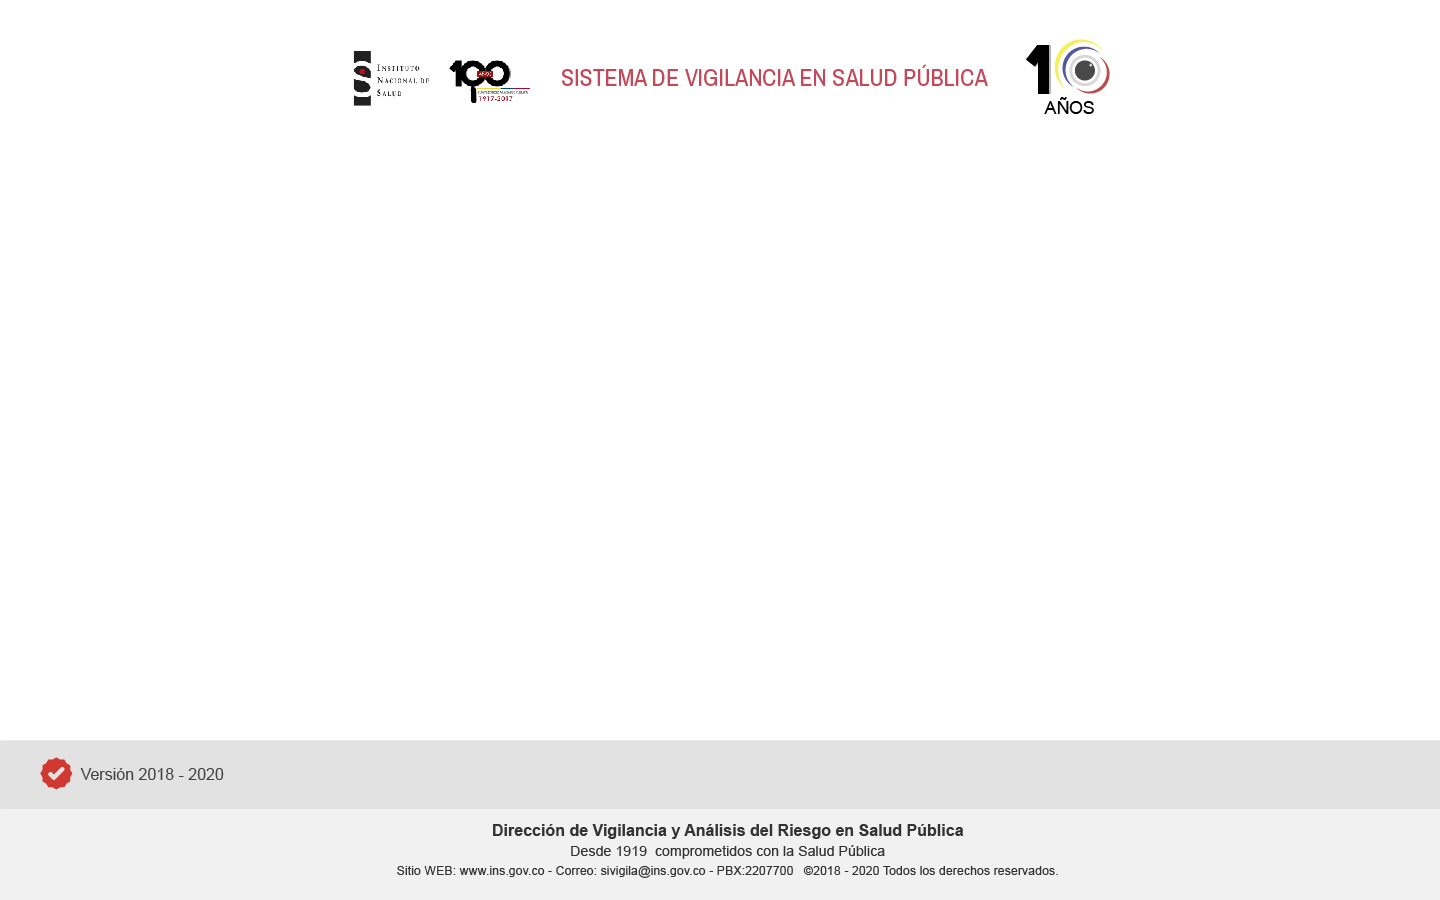 INSTITUTO
NACIONAL DE
SALUD
100
AÑOS
1917-2017
SISTEMA DE VIGILANCIA EN SALUD PÚBLICA
10
AÑOS
Versión 2018 - 2020
Dirección de Vigilancia y Análisis del Riesgo en Salud Pública
Desde 1919 comprometidos con la Salud Pública
Sitio WEB: www.ins.gov.co - Correo: sivigila@ins.gov.co - PBX:2207700 ©2018 - 2020 Todos los derechos reservados.